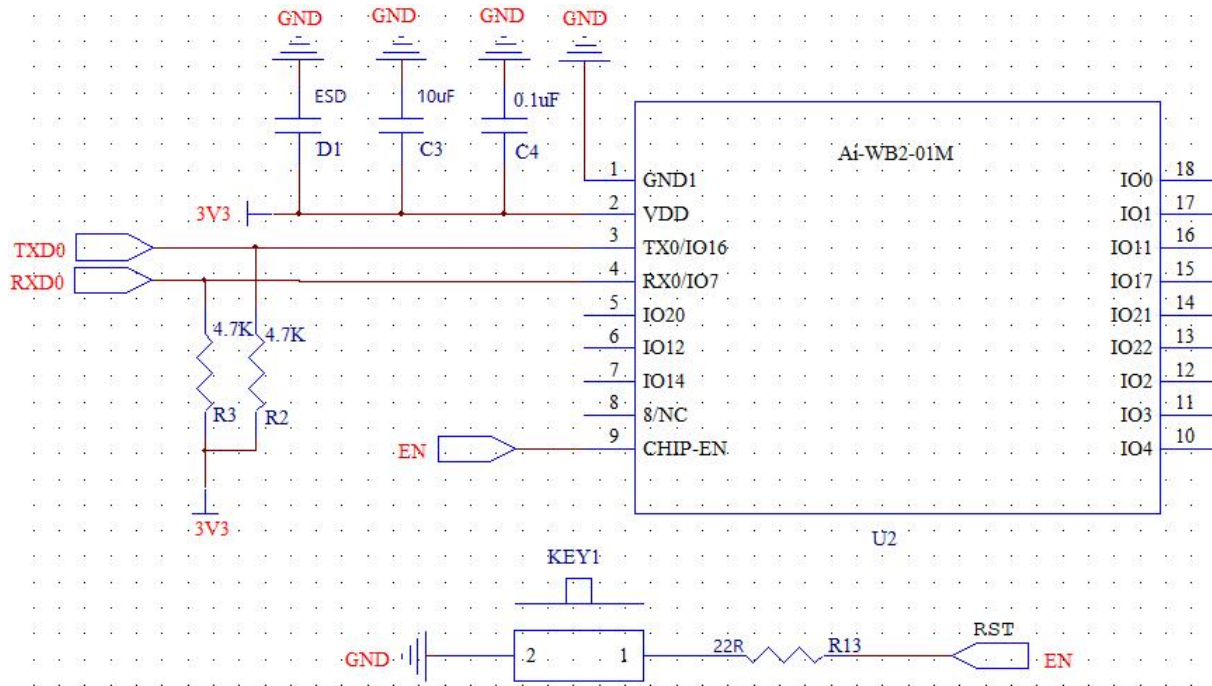 GND GND GND GND
ESD 10uF 0.1uF
D1 C3 C4
Ai-WB2-01M
1 GND1 IO0 18
3V3 2 VDD IO1 17
TXD0 3 TX0/IO16 IO11 16
RXD0 4 RX0/IO7 IO17 15
5 IO20 IO21 14
4.7K 4.7K
6 IO12 IO22 13
7 IO14 IO2 12
R3 R2 8 8/NC IO3 11
EN 9 CHIP-EN IO4 10
3V3
U2
KEY1
RST
GND 2 1 22R R13 EN